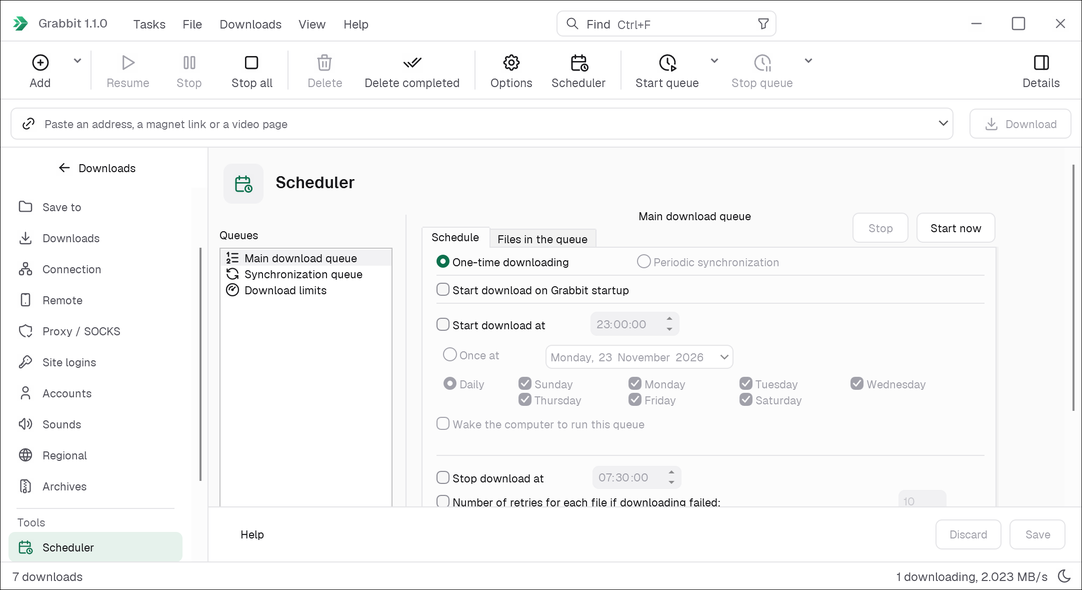 Grabbit 1.1.0
Tasks
File
Downloads
View
Help
Find Ctrl+F
Add
Resume
Stop
Stop all
Delete
Delete completed
Options
Scheduler
Start queue
Stop queue
Details
Paste an address, a magnet link or a video page
Download
Downloads
Save to
Downloads
Connection
Remote
Proxy / SOCKS
Site logins
Accounts
Sounds
Regional
Archives
Tools
Scheduler
Scheduler
Queues
Main download queue
Synchronization queue
Download limits
Main download queue
Stop
Start now
Schedule
Files in the queue
One-time downloading
Periodic synchronization
Start download on Grabbit startup
Start download at
23:00:00
Once at
Monday, 23 November 2026
Daily
Sunday
Monday
Tuesday
Wednesday
Thursday
Friday
Saturday
Wake the computer to run this queue
Stop download at
07:30:00
Number of retries for each file if downloading failed:
10
Help
Discard
Save
7 downloads
1 downloading, 2.023 MB/s